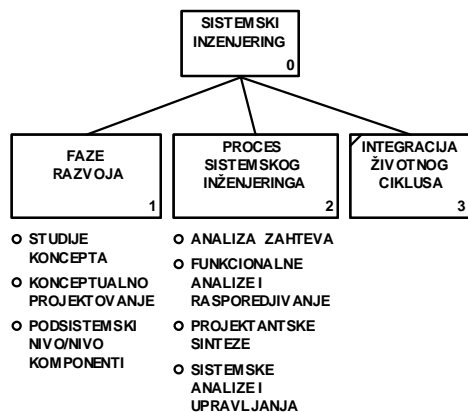 SISTEMSKI
INZENJERING
0
FAZE
RAZVOJA
1
PROCES
SISTEMSKOG
INŽENJERINGA
2
INTEGRACIJA
ŽIVOTNOG
CIKLUSA
3
STUDIJE
KONCEPTA
KONCEPTUALNO
PROJEKTOVANJE
PODSISTEMSKI
NIVO/NIVO
KOMPONENTI
ANALIZA ZAHTEVA
FUNKCIONALNE
ANALIZE I
RASPOREDJIVANJE
PROJEKTANTSKE
SINTEZE
SISTEMSKE
ANALIZE I
UPRAVLJANJA